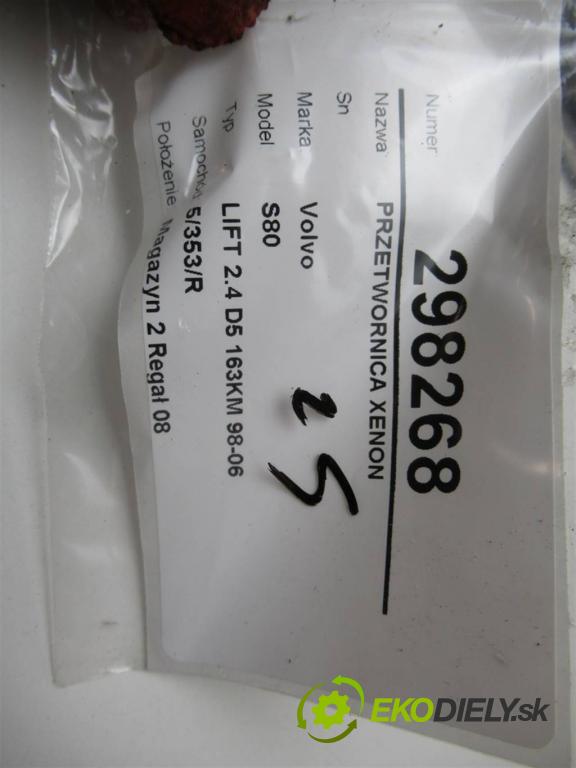 Numer 298268
Nazwa PRZETWORNICA XENON
Sn
Marka Volvo
Model S80
Typ LIFT 2.4 D5 163KM 98-06
Samochód 5/353/R
Położenie Magazyn 2 Regał 08
25
EKODIELY.sk